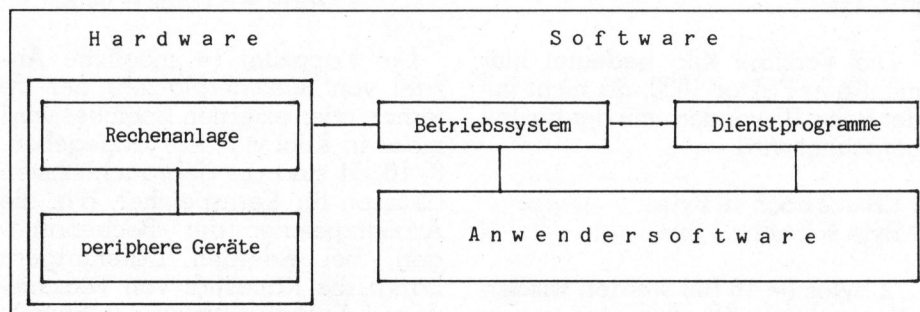 Hardware Software
Rechenanlage Betriebssystem Dienstprogramme
periphere Geräte Anwendersoftware